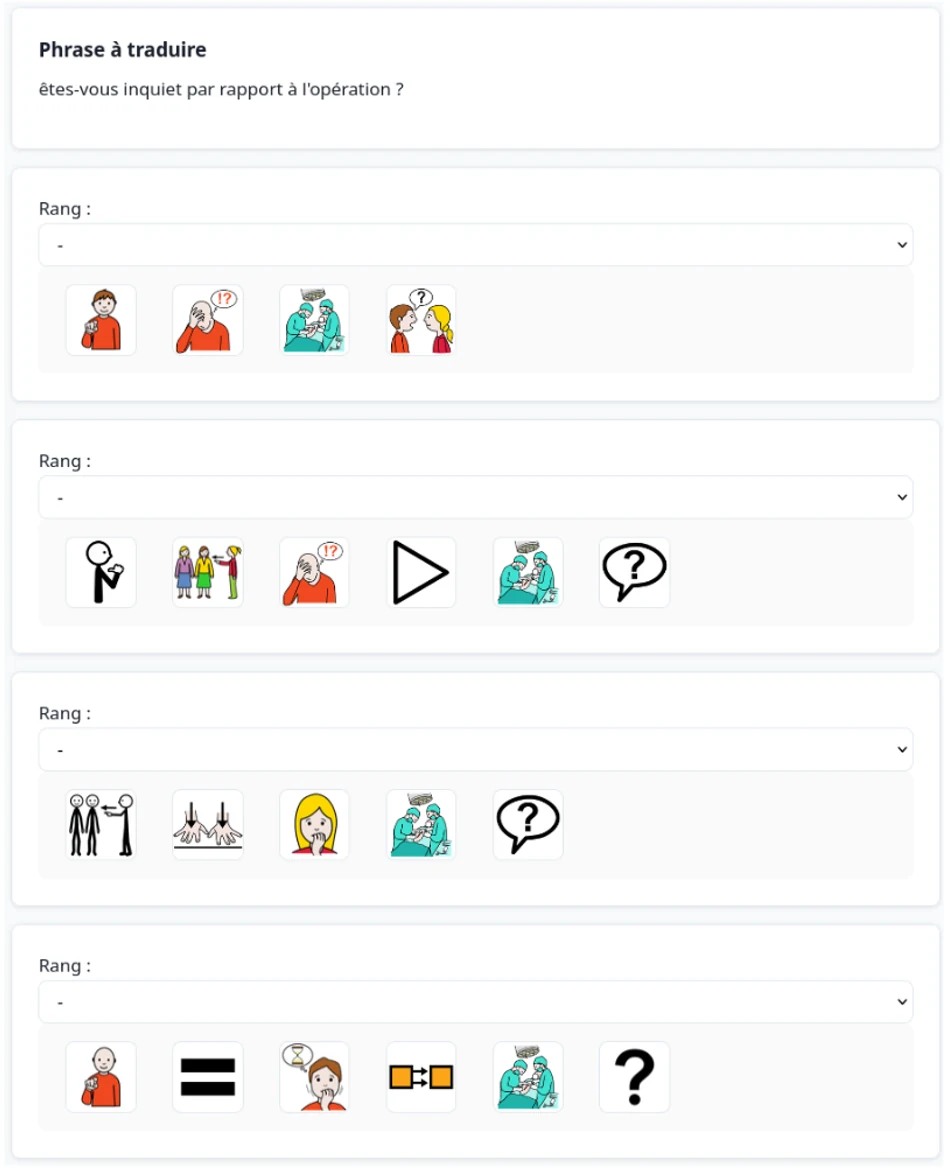 Phrase à traduire
êtes-vous inquiet par rapport à l'opération ?
Rang :
-
!?
?
Rang :
-
!?
?
Rang :
-
?
Rang :
-
?